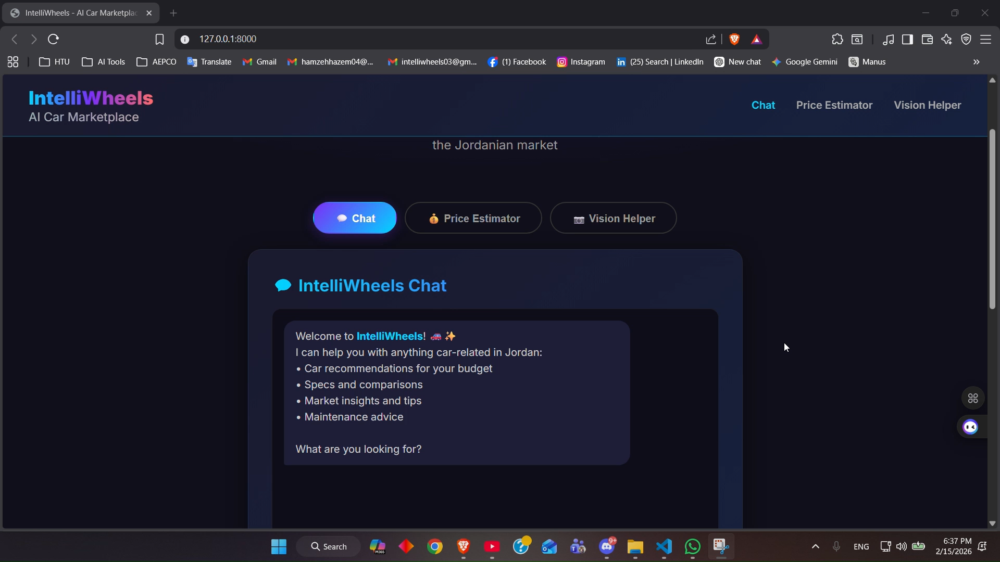 IntelliWheels - AI Car Marketplac
127.0.0.1:8000
HTU
AI Tools
AEPCO
Translate
Gmail
hamzehhazem04@...
intelliwheels03@gm...
(1) Facebook
Instagram
(25) Search | LinkedIn
New chat
Google Gemini
Manus
IntelliWheels
AI Car Marketplace
Chat
Price Estimator
Vision Helper
the Jordanian market
Chat
Price Estimator
Vision Helper
IntelliWheels Chat
Welcome to IntelliWheels! 🚗 ✨
I can help you with anything car-related in Jordan:
• Car recommendations for your budget
• Specs and comparisons
• Market insights and tips
• Maintenance advice
What are you looking for?
Search
M365
9+
ENG
6:37 PM
2/15/2026